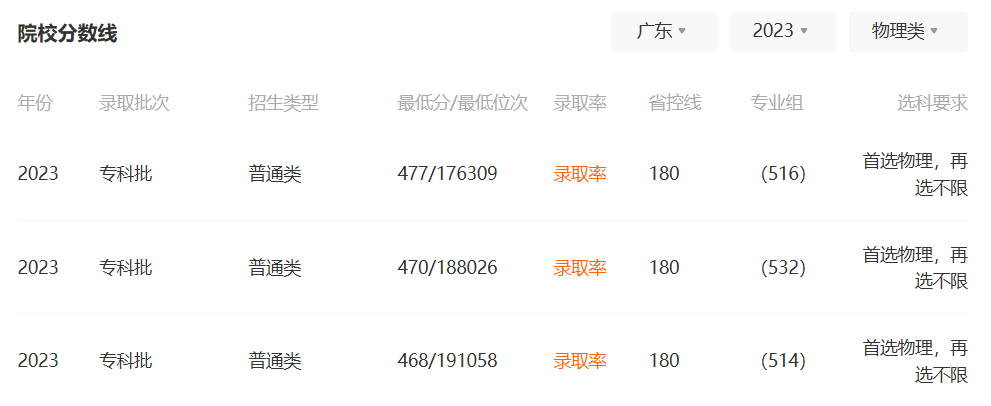 院校分数线 广东 2023 物理类
年份 录取批次 招生类型 最低分/最低位次 录取率 省控线 专业组 选科要求
2023 专科批 普通类 477/176309 录取率 180 （516） 首选物理，再
选不限
2023 专科批 普通类 470/188026 录取率 180 （532） 首选物理，再
选不限
2023 专科批 普通类 468/191058 录取率 180 （514） 首选物理，再
选不限